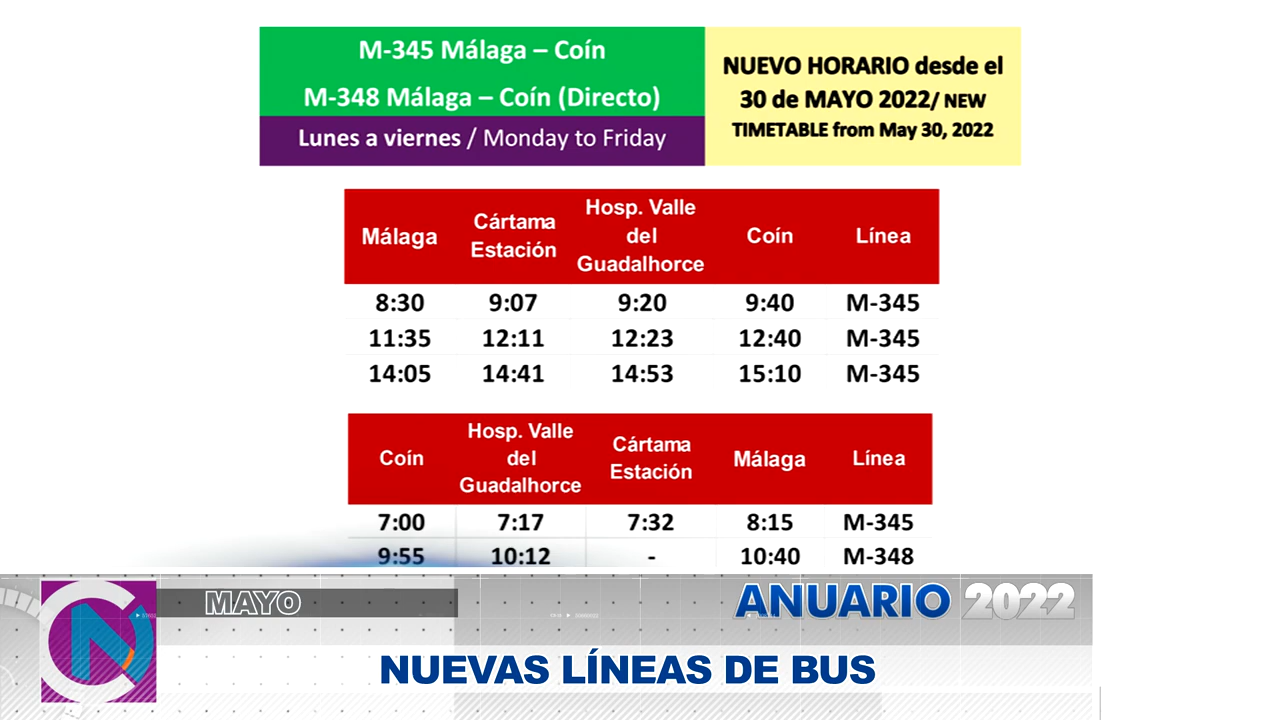 M-345 Málaga – Coín
M-348 Málaga – Coín (Directo)
Lunes a viernes / Monday to Friday
NUEVO HORARIO desde el
30 de MAYO 2022/ NEW
TIMETABLE from May 30, 2022
Málaga Cártama Estación Hosp. Valle del Guadalhorce Coín Línea
8:30 9:07 9:20 9:40 M-345
11:35 12:11 12:23 12:40 M-345
14:05 14:41 14:53 15:10 M-345
Coín Hosp. Valle del Guadalhorce Cártama Estación Málaga Línea
7:00 7:17 7:32 8:15 M-345
9:55 10:12 - 10:40 M-348
MAYO
ANUARIO 2022
NUEVAS LÍNEAS DE BUS